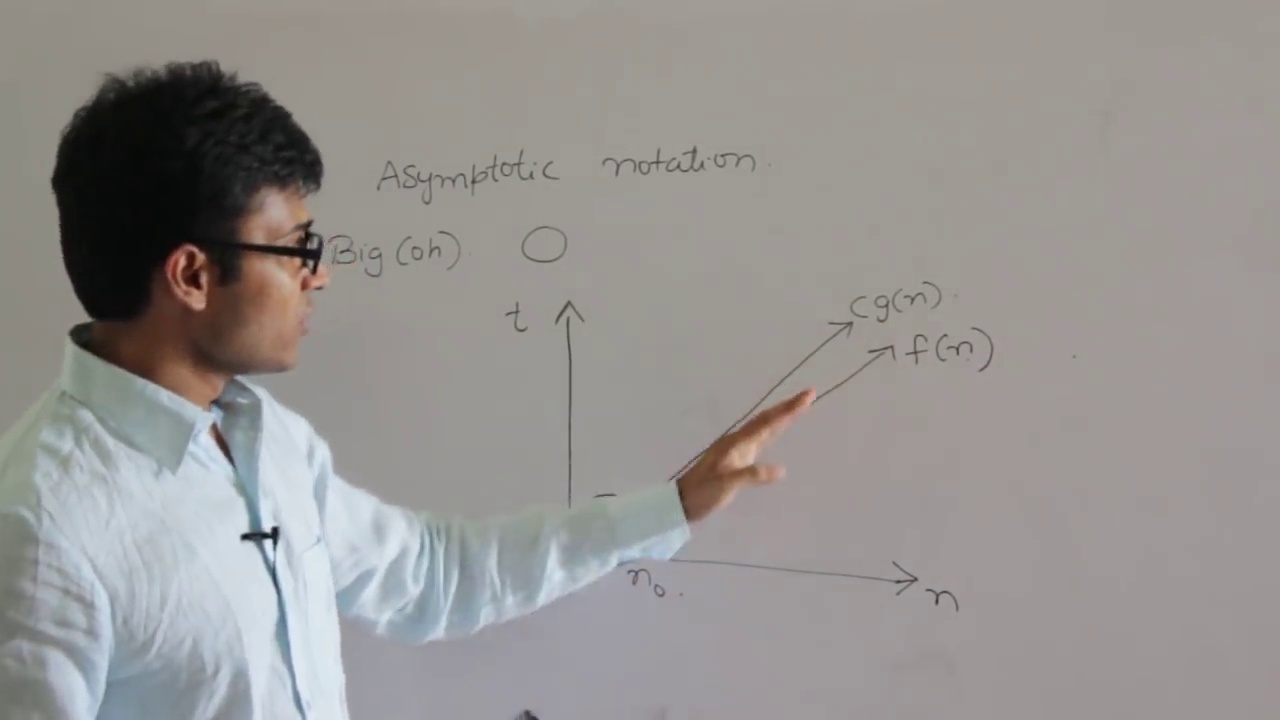 Asymptotic notation.
Big (oh). O
t
cg(n).
f(n)
n₀.
n